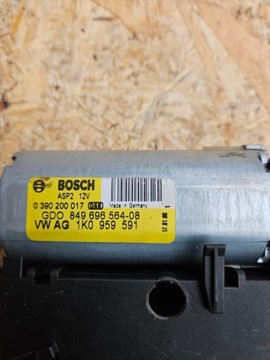 BOSCH
ASP2 12V
0 390 200 017
Made in Germany
GDO 849 696 564-08
VW AG 1K0 959 591